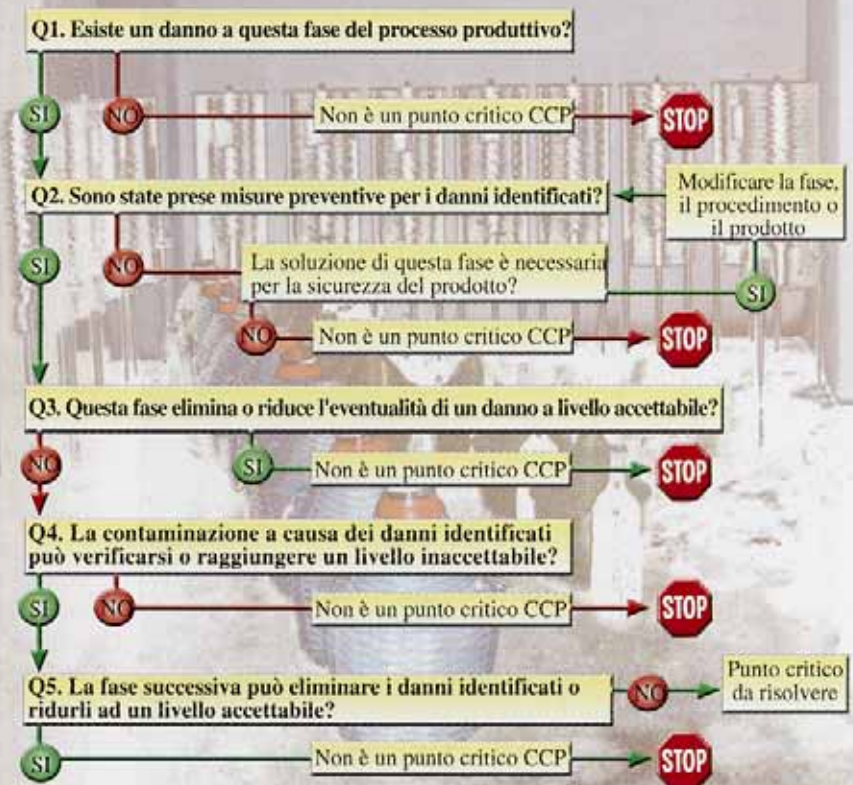 Q1. Esiste un danno a questa fase del processo produttivo?
SI
NO
Non è un punto critico CCP
STOP
Q2. Sono state prese misure preventive per i danni identificati?
Modificare la fase,
il procedimento o
il prodotto
SI
NO
La soluzione di questa fase è necessaria
per la sicurezza del prodotto?
SI
NO
Non è un punto critico CCP
STOP
Q3. Questa fase elimina o riduce l'eventualità di un danno a livello accettabile?
NO
SI
Non è un punto critico CCP
STOP
Q4. La contaminazione a causa dei danni identificati
può verificarsi o raggiungere un livello inaccettabile?
SI
NO
Non è un punto critico CCP
STOP
Q5. La fase successiva può eliminare i danni identificati o
ridurli ad un livello accettabile?
NO
Punto critico
da risolvere
SI
Non è un punto critico CCP
STOP